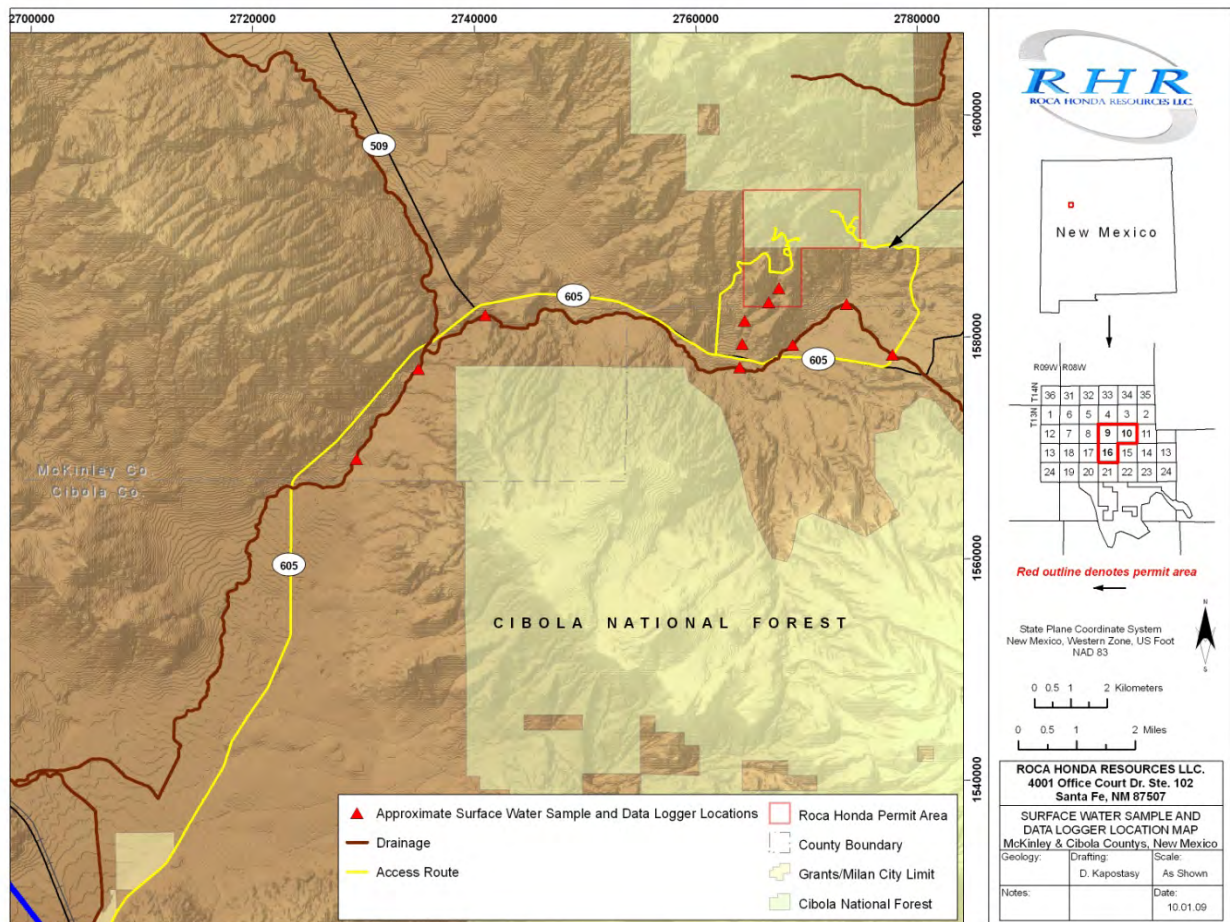 2700000
2720000
2740000
2760000
2780000
1600000
1580000
1560000
1540000
509
605
605
605
McKinley Co.
Cibola Co.
CIBOLA NATIONAL FOREST
Approximate Surface Water Sample and Data Logger Locations
Drainage
Access Route
Roca Honda Permit Area
County Boundary
Grants/Milan City Limit
Cibola National Forest
RHR
ROCA HONDA RESOURCES LLC.
New Mexico
R09W R08W
T14N
T13N
36 31 32 33 34 35
1 6 5 4 3 2
12 7 8 9 10 11
13 18 17 16 15 14 13
24 19 20 21 22 23 24
Red outline denotes permit area
N
S
State Plane Coordinate System
New Mexico, Western Zone, US Foot
NAD 83
0 0.5 1 2 Kilometers
0 0.5 1 2 Miles
ROCA HONDA RESOURCES LLC.
4001 Office Court Dr. Ste. 102
Santa Fe, NM 87507
SURFACE WATER SAMPLE AND
DATA LOGGER LOCATION MAP
McKinley & Cibola Countys, New Mexico
Geology:
Drafting:
D. Kapostasy
Scale:
As Shown
Notes:
Date:
10.01.09